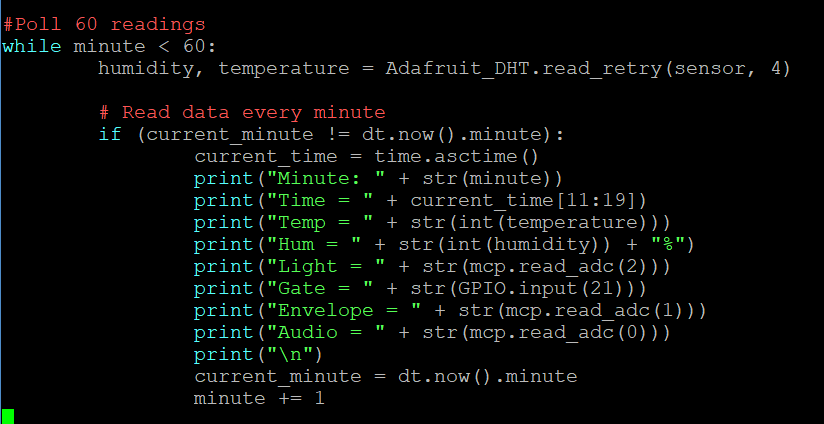 #Poll 60 readings
while minute < 60:
        humidity, temperature = Adafruit_DHT.read_retry(sensor, 4)

        # Read data every minute
        if (current_minute != dt.now().minute):
                current_time = time.asctime()
                print("Minute: " + str(minute))
                print("Time = " + current_time[11:19])
                print("Temp = " + str(int(temperature)))
                print("Hum = " + str(int(humidity)) + "%")
                print("Light = " + str(mcp.read_adc(2)))
                print("Gate = " + str(GPIO.input(21)))
                print("Envelope = " + str(mcp.read_adc(1)))
                print("Audio = " + str(mcp.read_adc(0)))
                print("\n")
                current_minute = dt.now().minute
                minute += 1